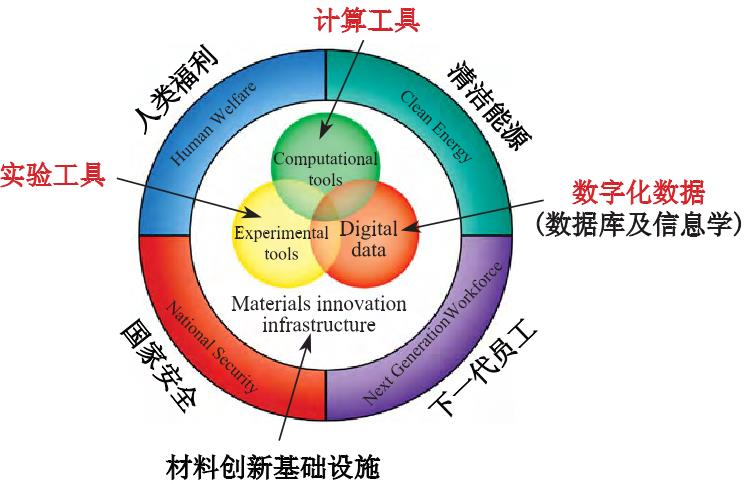 计算工具
人类福利
清洁能源
Human Welfare
Clean Energy
Computational
tools
实验工具
数字化数据
(数据库及信息学)
Experimental
tools
Digital
data
Materials innovation
infrastructure
National Security
Next Generation Workforce
国家安全
下一代员工
材料创新基础设施